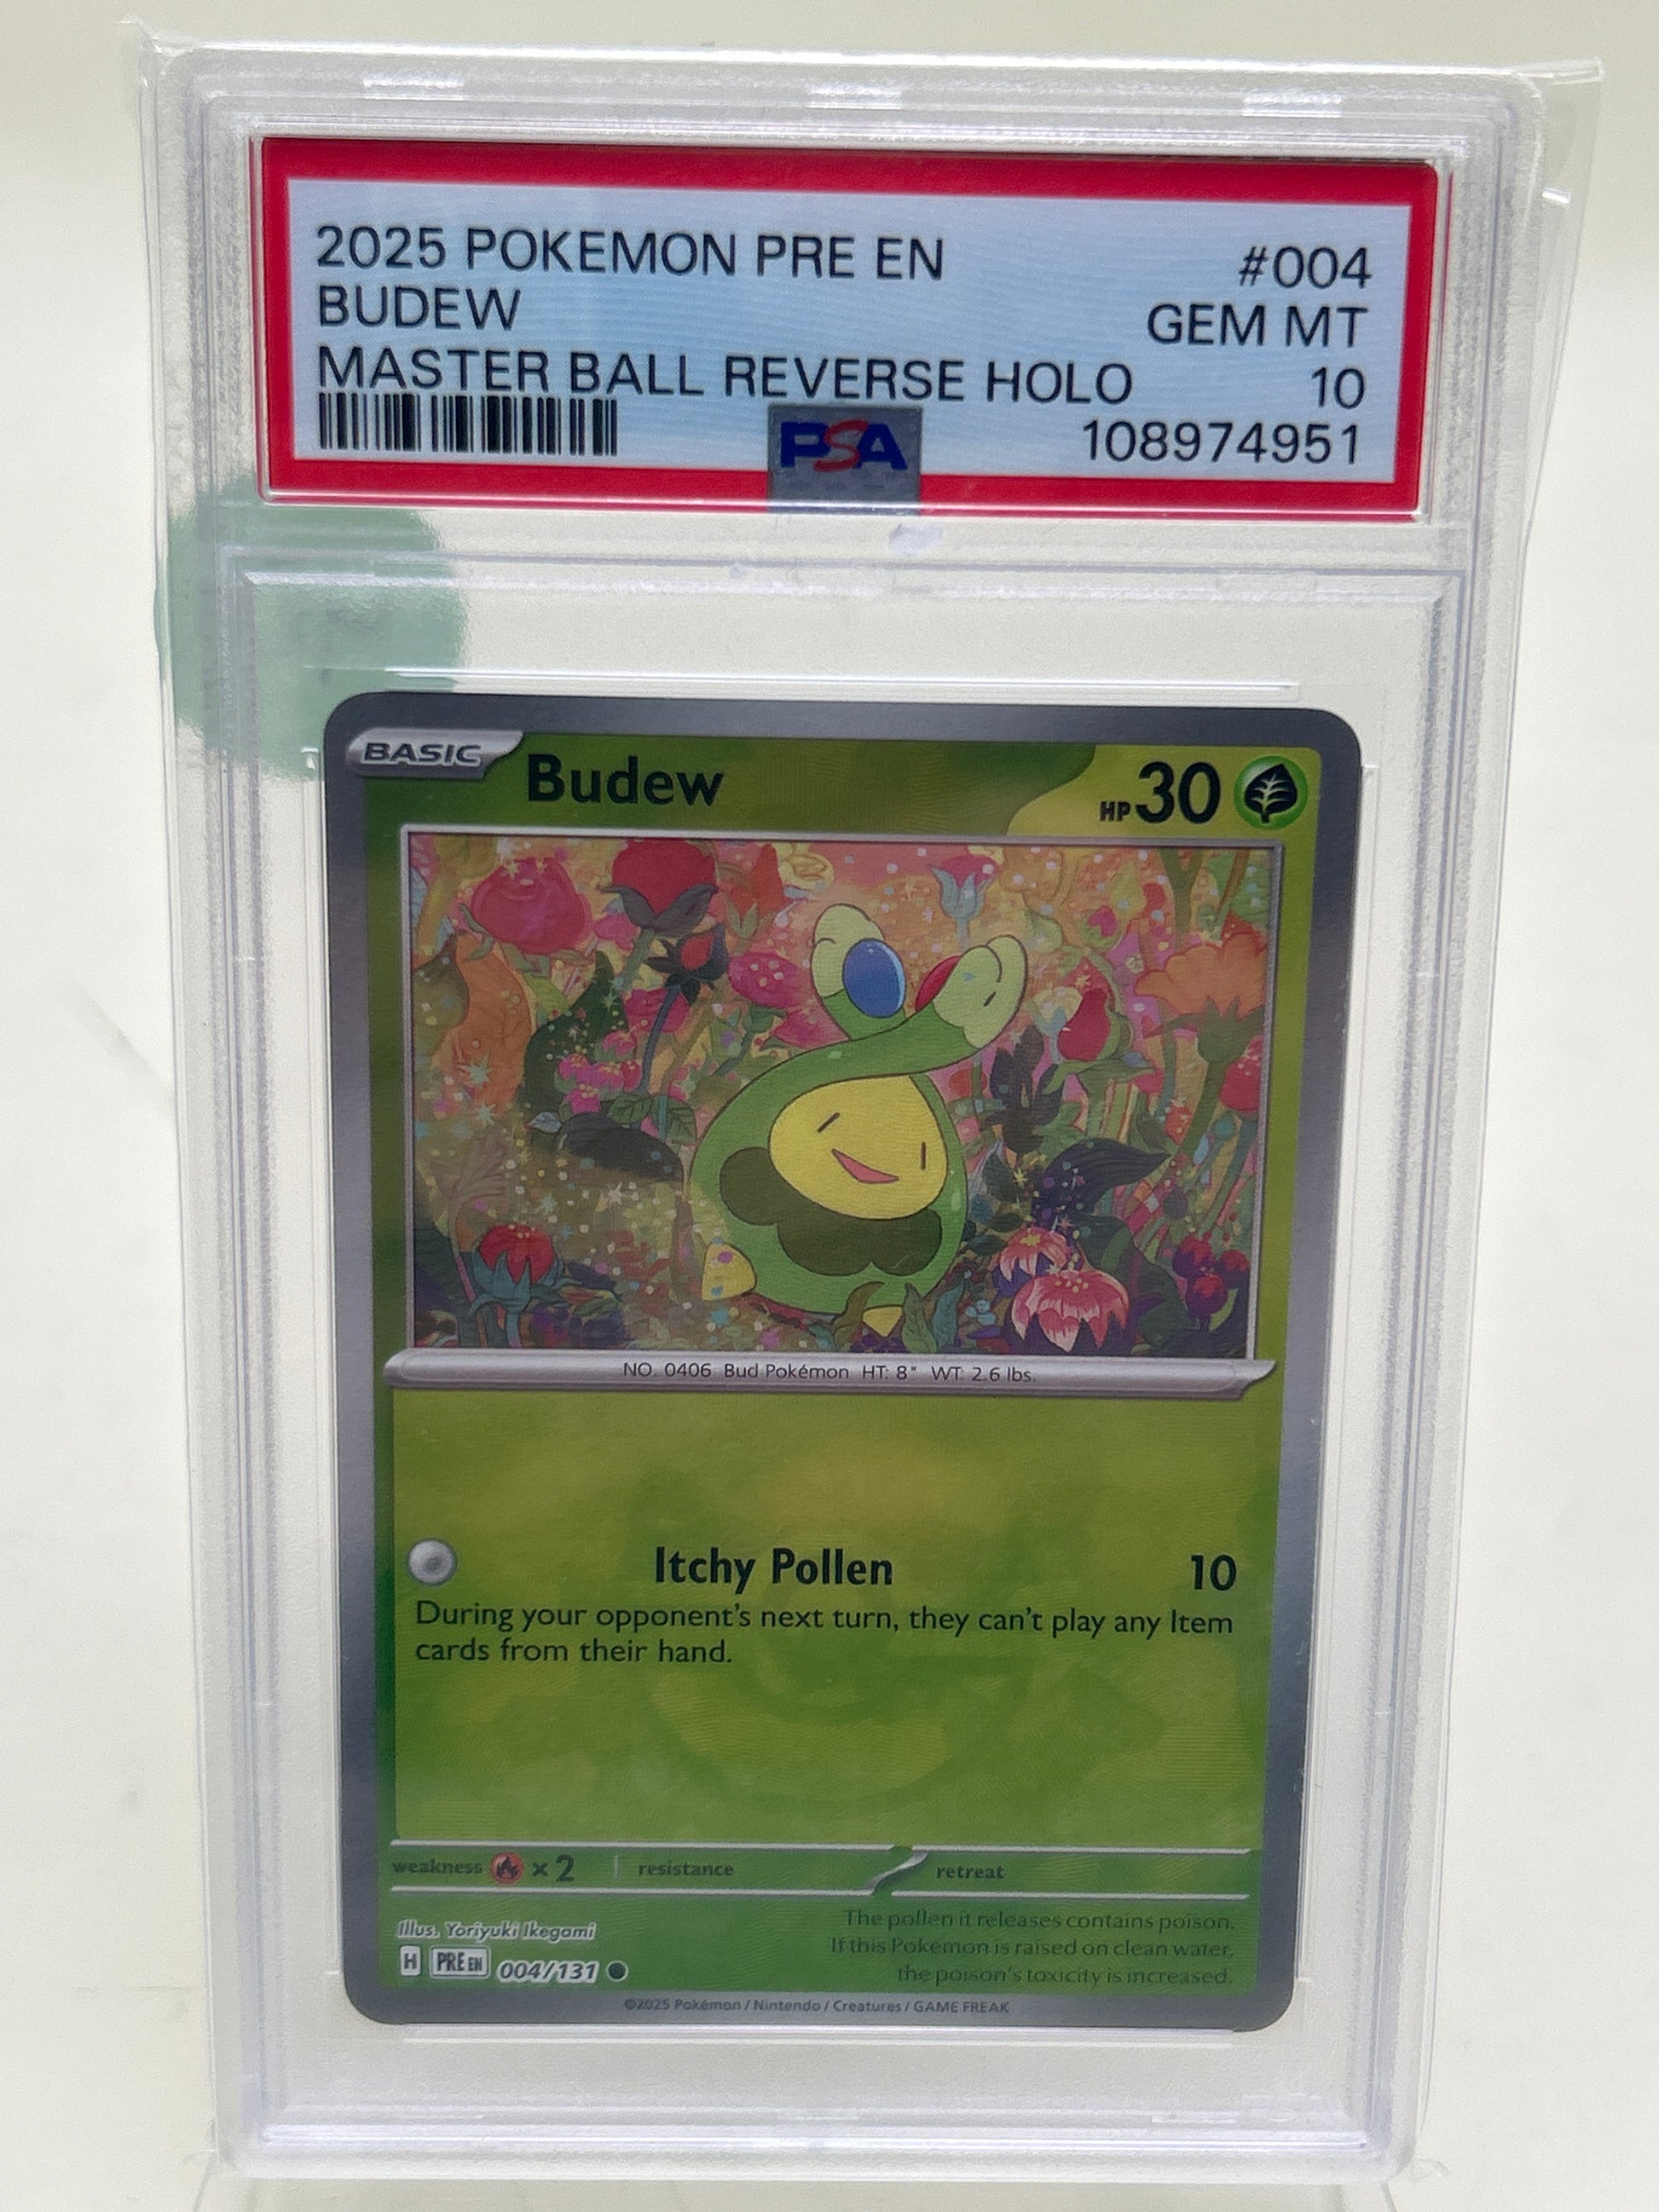 2025 POKEMON PRE EN #004
BUDEW GEM MT
MASTER BALL REVERSE HOLO 10
PSA 108974951
BASIC Budew HP 30
NO. 0406 Bud Pokémon HT: 8" WT: 2.6 lbs.
Itchy Pollen 10
During your opponent's next turn, they can't play any Item
cards from their hand.
weakness x2 resistance retreat
Illus. Yoriyuki Ikegami
H PRE EN 004/131
The pollen it releases contains poison.
If this Pokémon is raised on clean water,
the poison's toxicity is increased.
©2025 Pokémon / Nintendo / Creatures / GAME FREAK